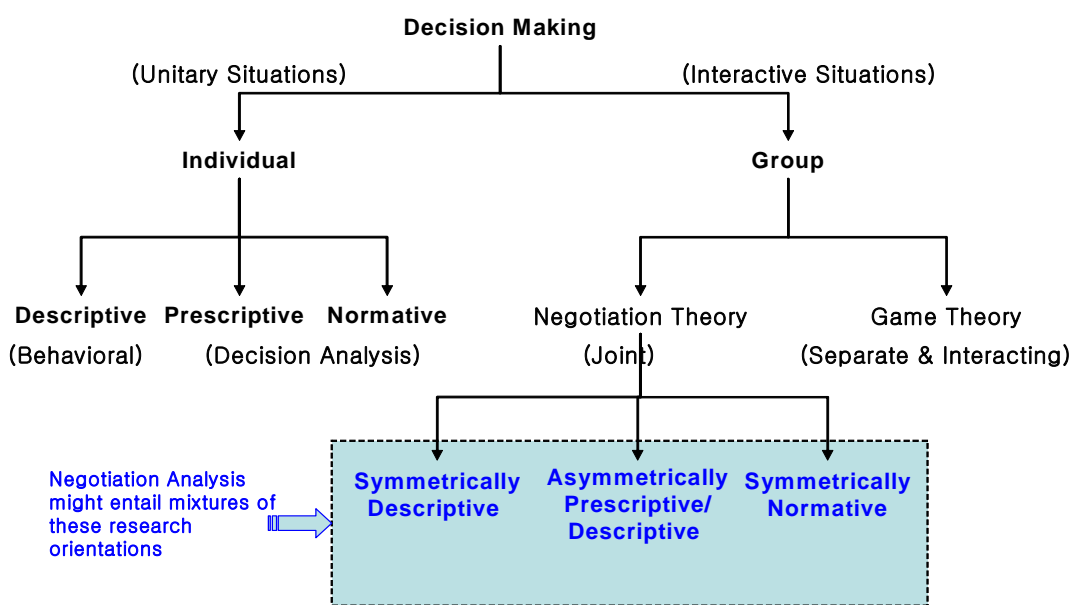 Decision Making
(Unitary Situations)
(Interactive Situations)
Individual
Group
Descriptive
Prescriptive
Normative
(Behavioral)
(Decision Analysis)
Negotiation Theory
(Joint)
Game Theory
(Separate & Interacting)
Negotiation Analysis
might entail mixtures of
these research
orientations
Symmetrically
Descriptive
Asymmetrically
Prescriptive/
Descriptive
Symmetrically
Normative